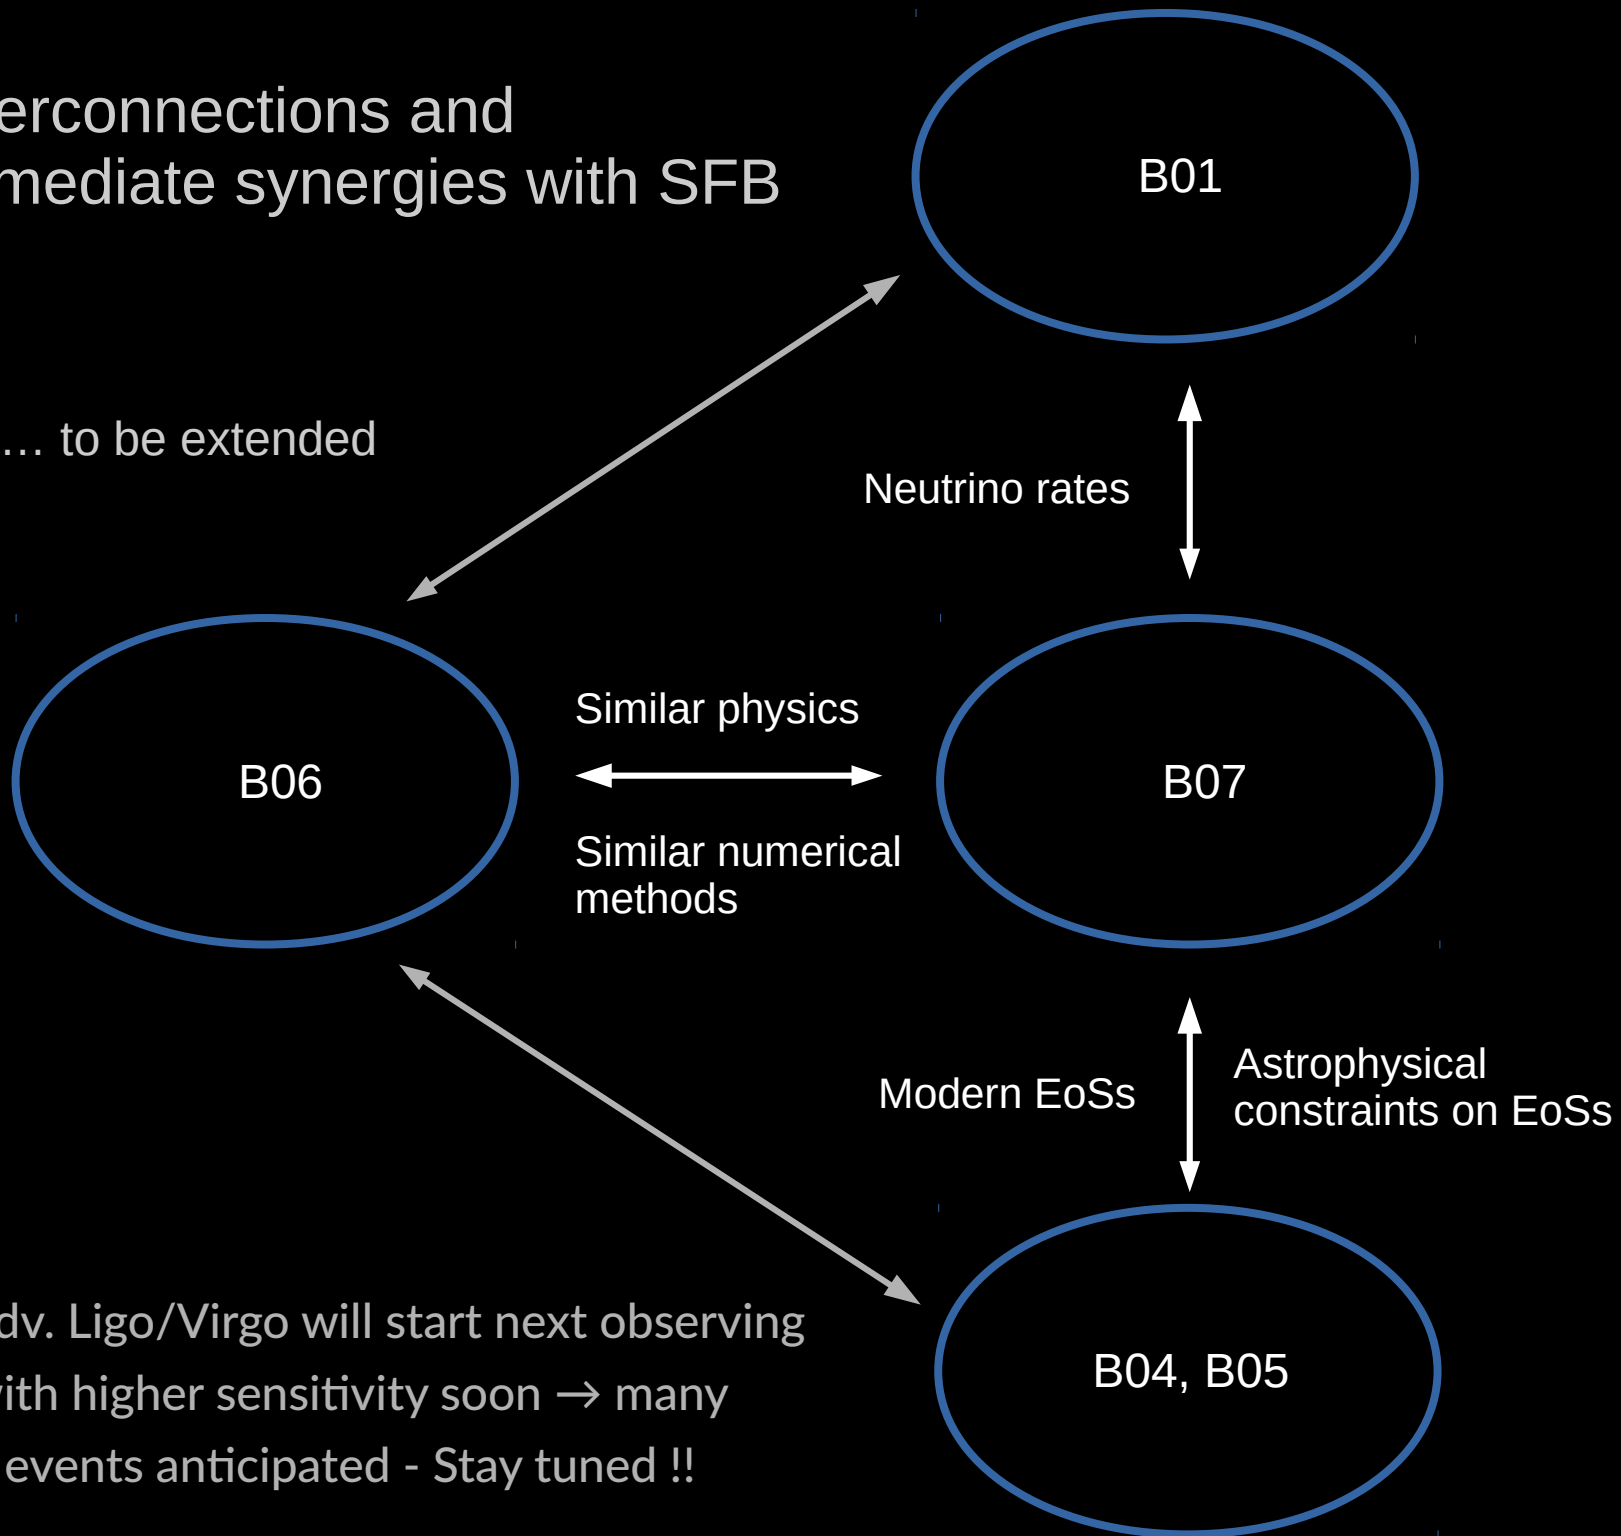 erconnections and
mediate synergies with SFB
B01
… to be extended
Neutrino rates
Similar physics
B06
B07
Similar numerical
methods
Modern EoSs
Astrophysical
constraints on EoSs
dv. Ligo/Virgo will start next observing
ith higher sensitivity soon → many
events anticipated - Stay tuned !!
B04, B05